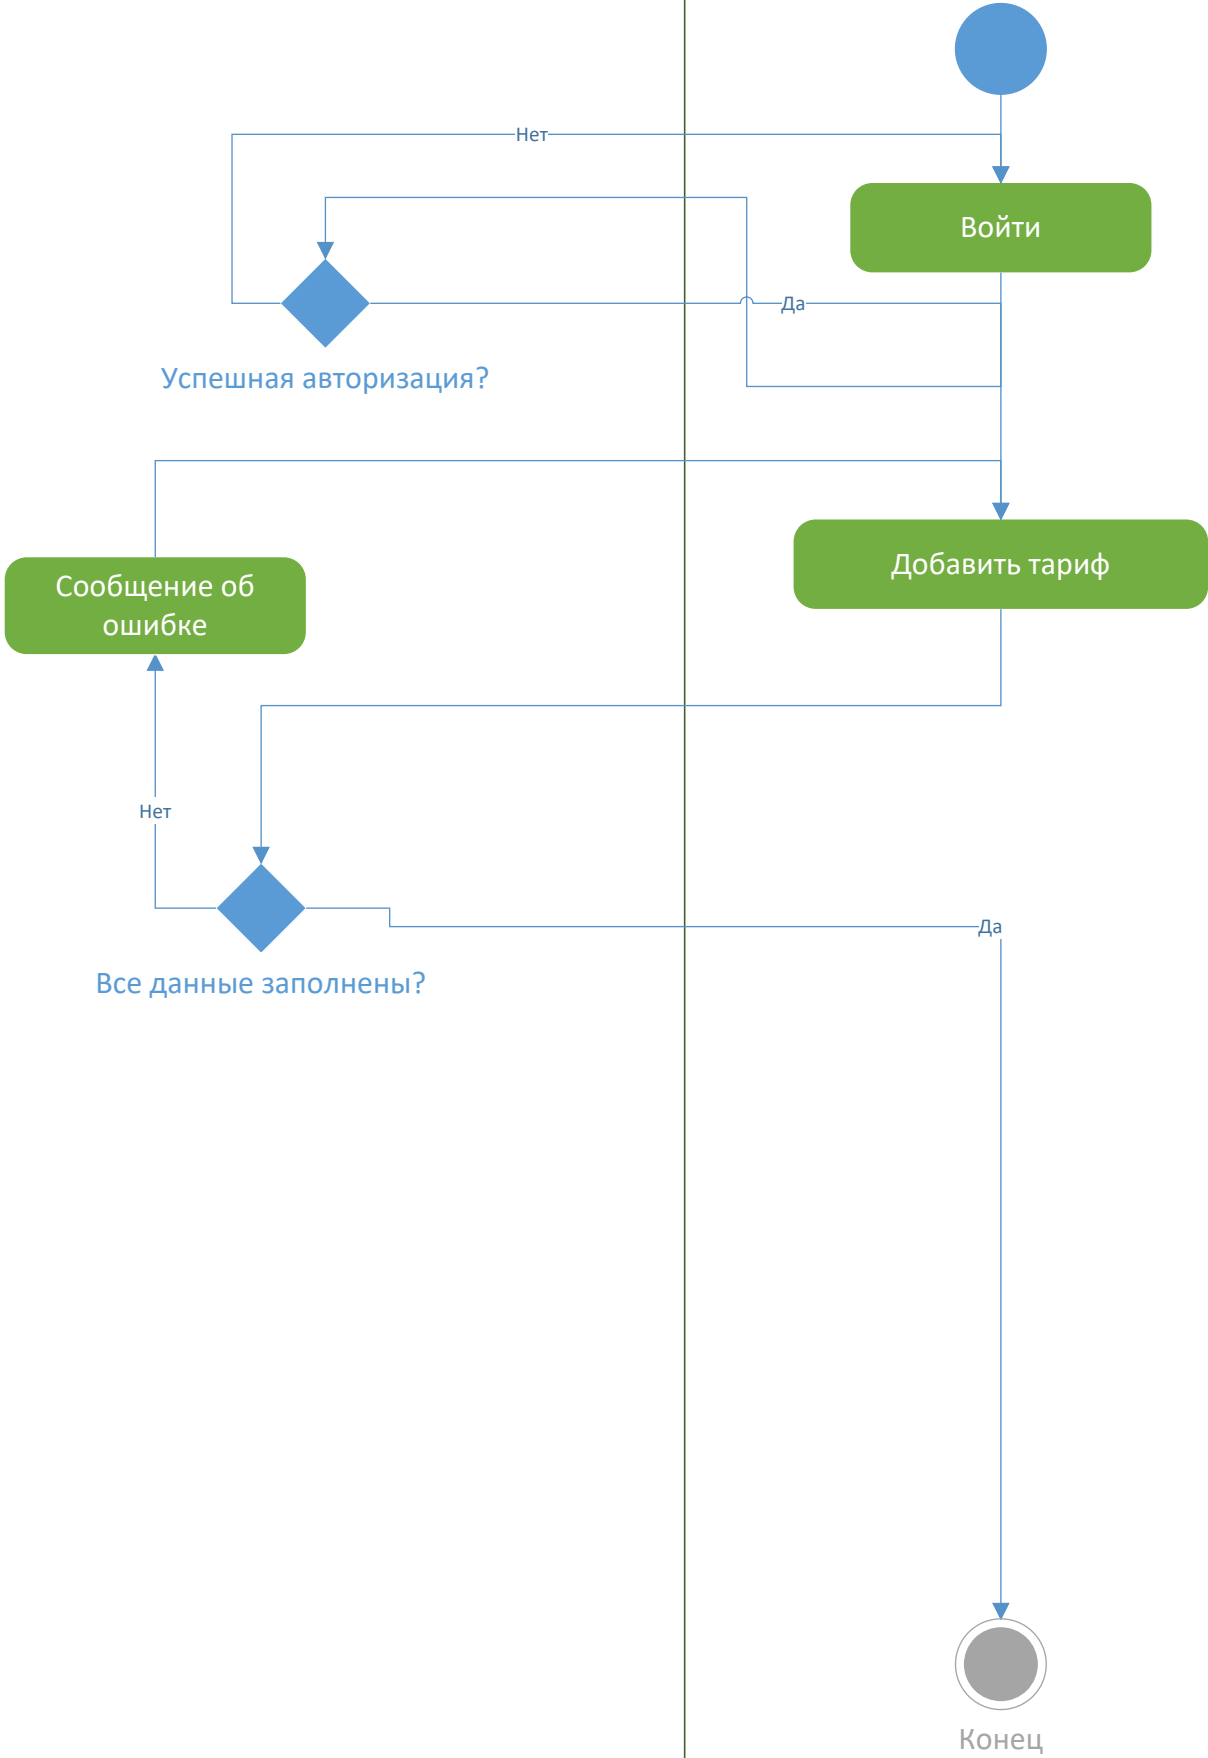 Нет
Войти
Да
Успешная авторизация?
Добавить тариф
Сообщение об
ошибке
Нет
Да
Все данные заполнены?
Конец